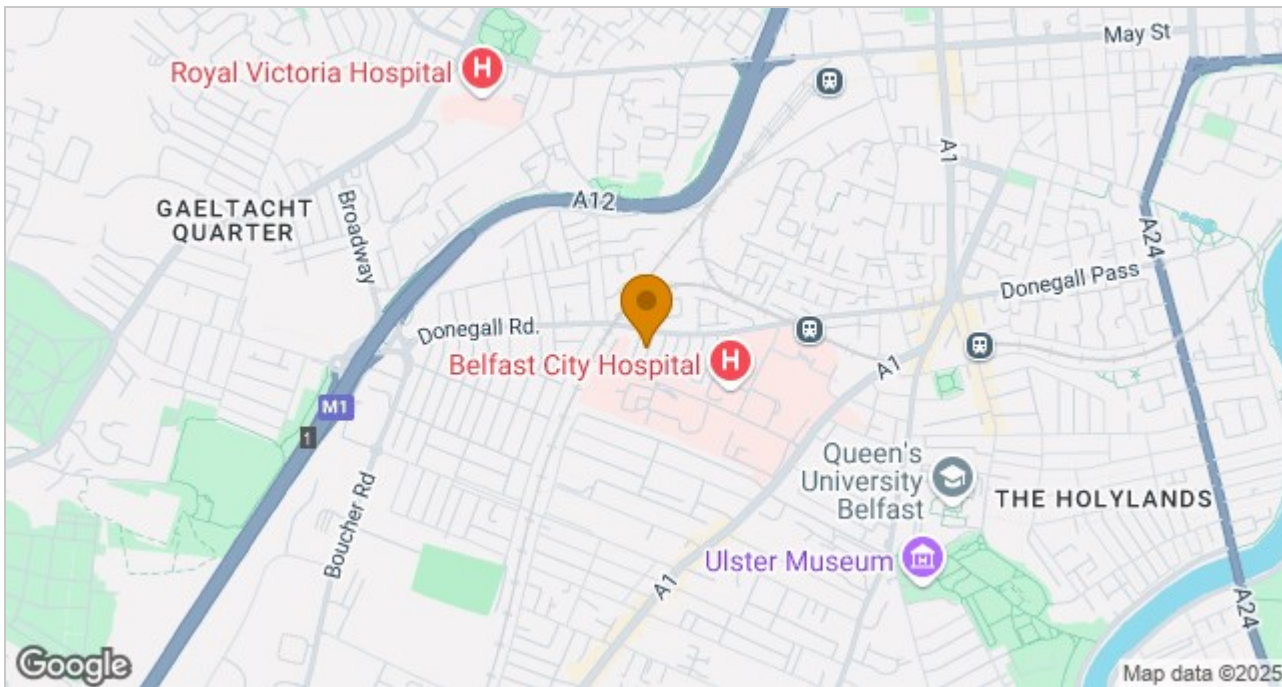 May St
Royal Victoria Hospital
H
A1
A12
GAELTACHT
QUARTER
Broadway
A24
Donegall Pass
Donegall Rd.
Belfast City Hospital
H
A1
M1
1
Queen's
University
Belfast
THE HOLYLANDS
Boucher Rd
Ulster Museum
A1
A24
Google
Map data ©2025